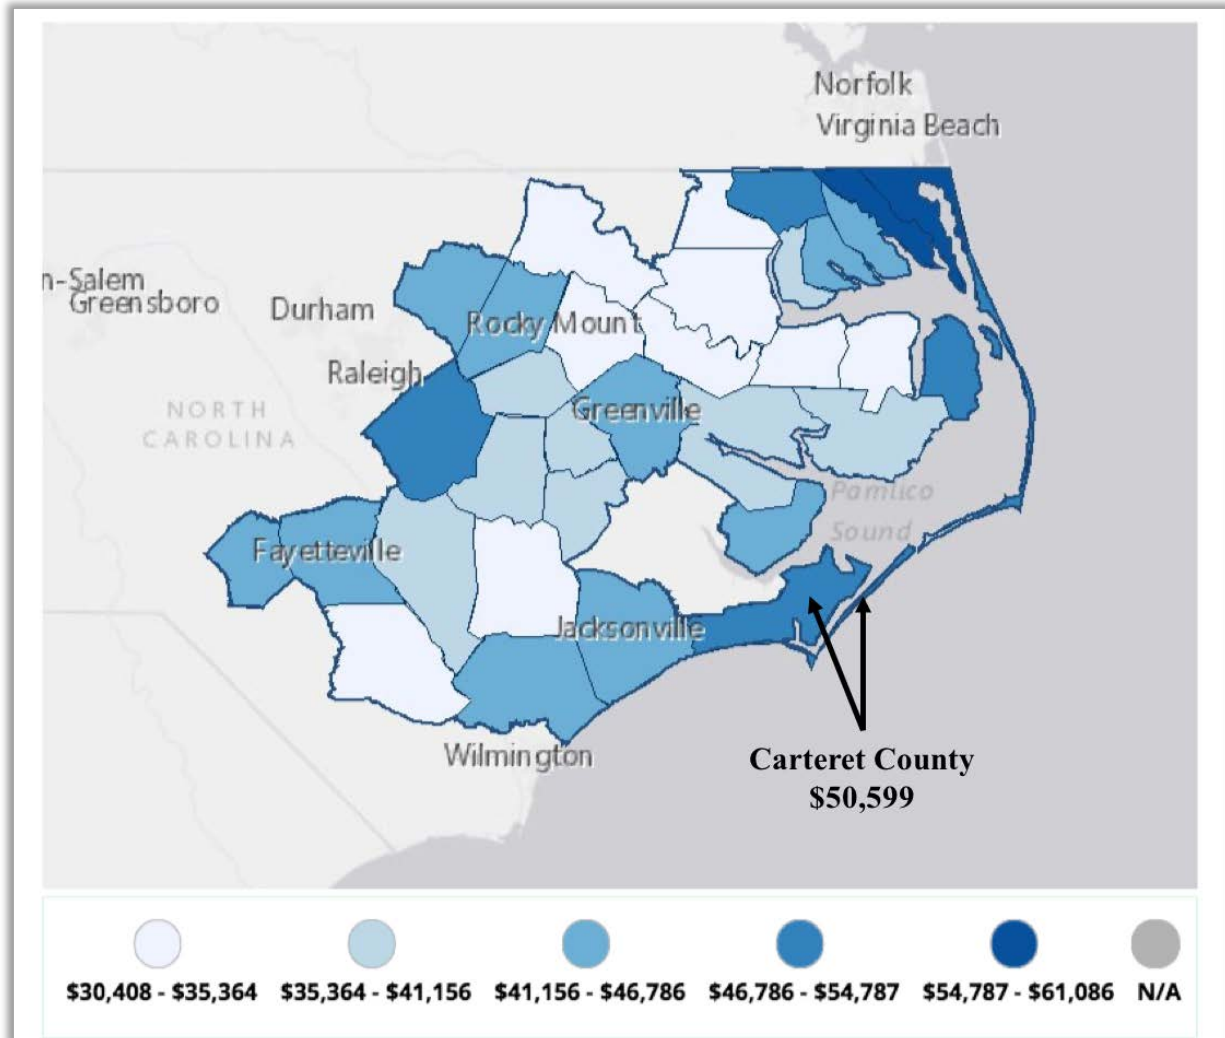 Norfolk
Virginia Beach
n-Salem
Greensboro
Durham
Rocky Mount
Raleigh
NORTH
CAROLINA
Greenville
Pamlico
Sound
Fayetteville
Jacksonville
Wilmington
Carteret County
$50,599
$30,408 - $35,364 $35,364 - $41,156 $41,156 - $46,786 $46,786 - $54,787 $54,787 - $61,086 N/A